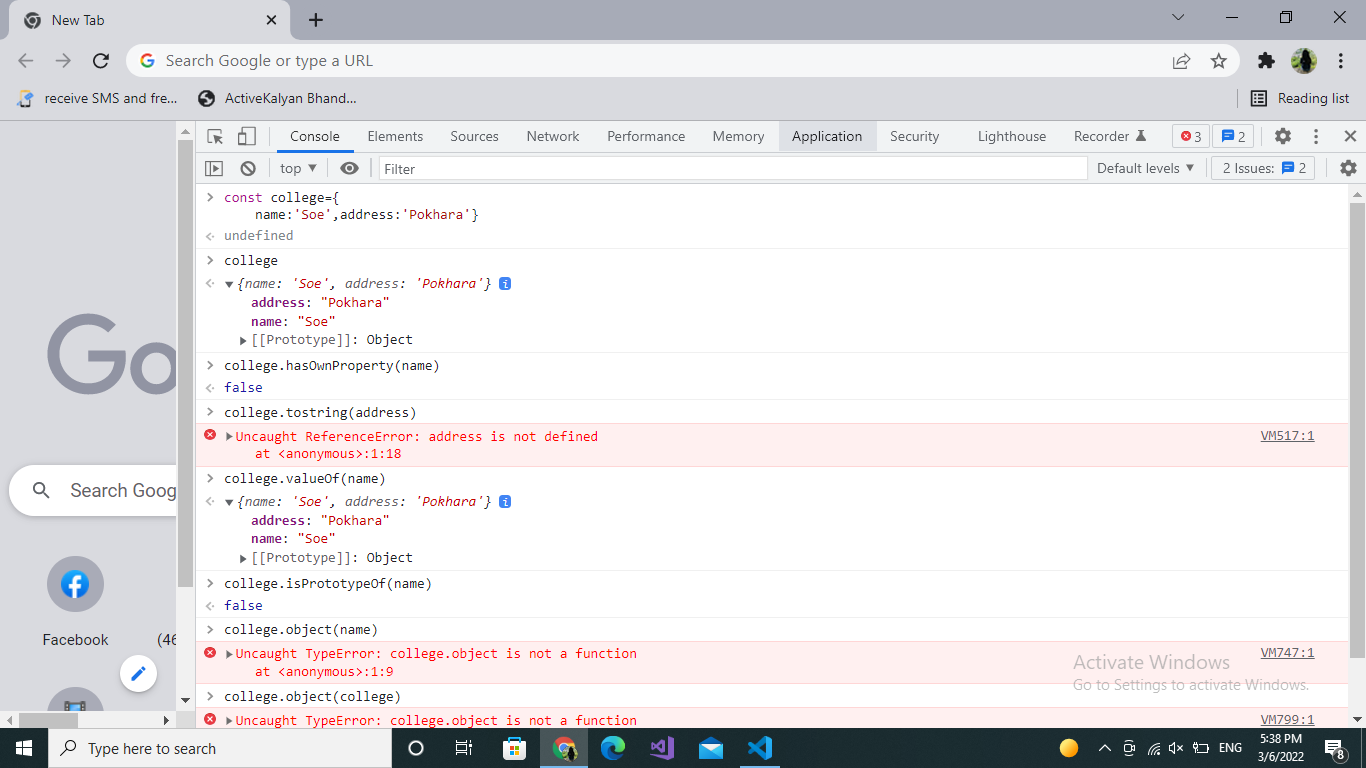 New Tab
Search Google or type a URL
receive SMS and fre...
ActiveKalyan Bhand...
Reading list
Console Elements Sources Network Performance Memory Application Security Lighthouse Recorder 3 2
top Filter Default levels 2 Issues: 2
const college={
name:'Soe',address:'Pokhara'}
undefined
college
{name: 'Soe', address: 'Pokhara'} i
address: "Pokhara"
name: "Soe"
[[Prototype]]: Object
college.hasOwnProperty(name)
false
college.tostring(address)
Uncaught ReferenceError: address is not defined VM517:1
at <anonymous>:1:18
college.valueOf(name)
{name: 'Soe', address: 'Pokhara'} i
address: "Pokhara"
name: "Soe"
[[Prototype]]: Object
college.isPrototypeOf(name)
false
college.object(name)
Uncaught TypeError: college.object is not a function VM747:1
at <anonymous>:1:9
college.object(college)
Uncaught TypeError: college.object is not a function VM799:1
Go
Search Goog
Facebook (46
Activate Windows
Go to Settings to activate Windows.
Type here to search
ENG
5:38 PM
3/6/2022
8